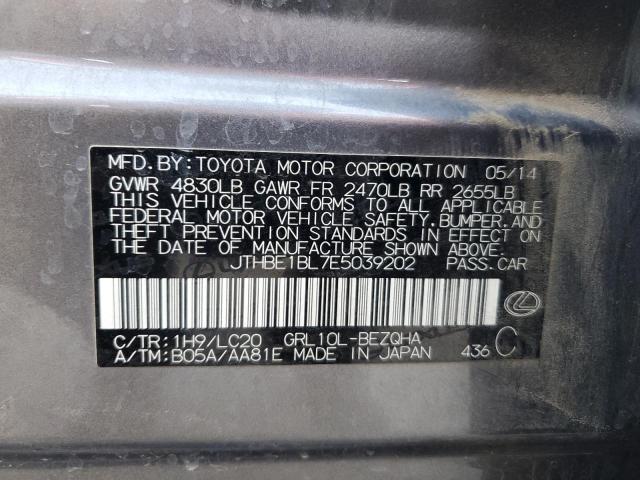 MFD. BY: TOYOTA MOTOR CORPORATION 05/14
GVWR 4830LB GAWR FR 2470LB RR 2655LB
THIS VEHICLE CONFORMS TO ALL APPLICABLE
FEDERAL MOTOR VEHICLE SAFETY, BUMPER, AND
THEFT PREVENTION STANDARDS IN EFFECT ON
THE DATE OF MANUFACTURE SHOWN ABOVE.
JTHBE1BL7E5039202 PASS. CAR
C/TR: 1H9/LC20 GRL10L-BEZQHA
A/TM: B05A/AA81E MADE IN JAPAN 436 C